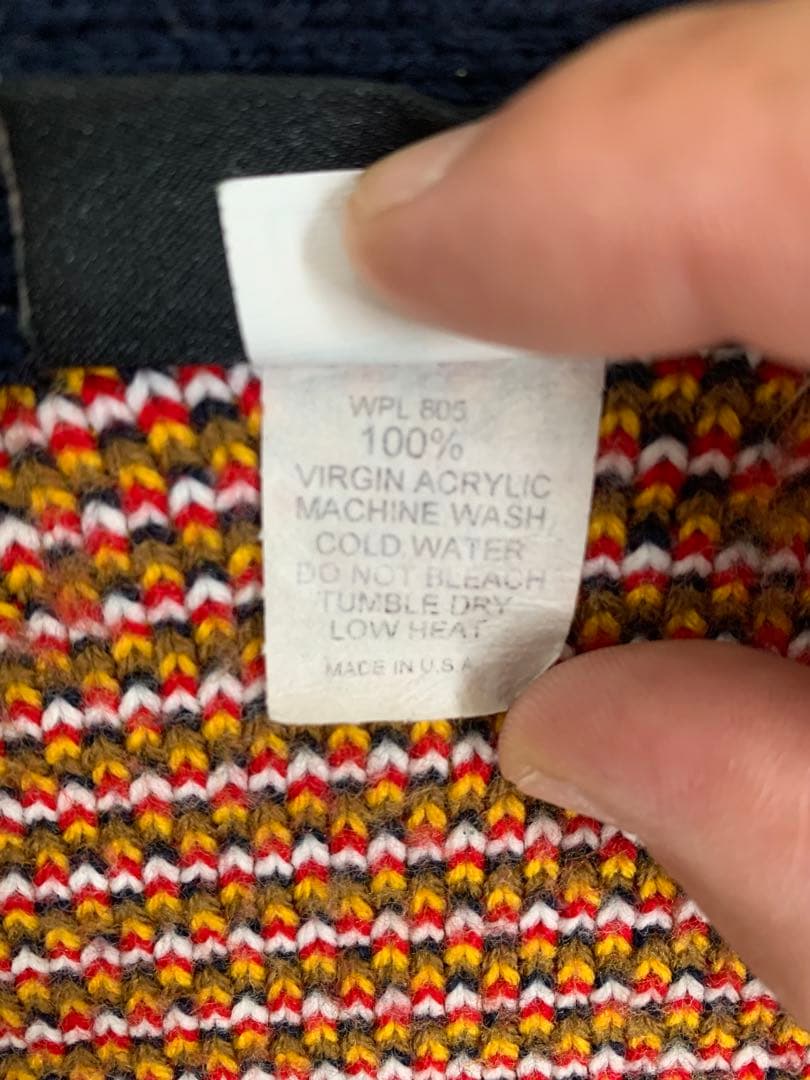 WPL 805
100%
VIRGIN ACRYLIC
MACHINE WASH
COLD WATER
DO NOT BLEACH
TUMBLE DRY
LOW HEAT
MADE IN U.S.A